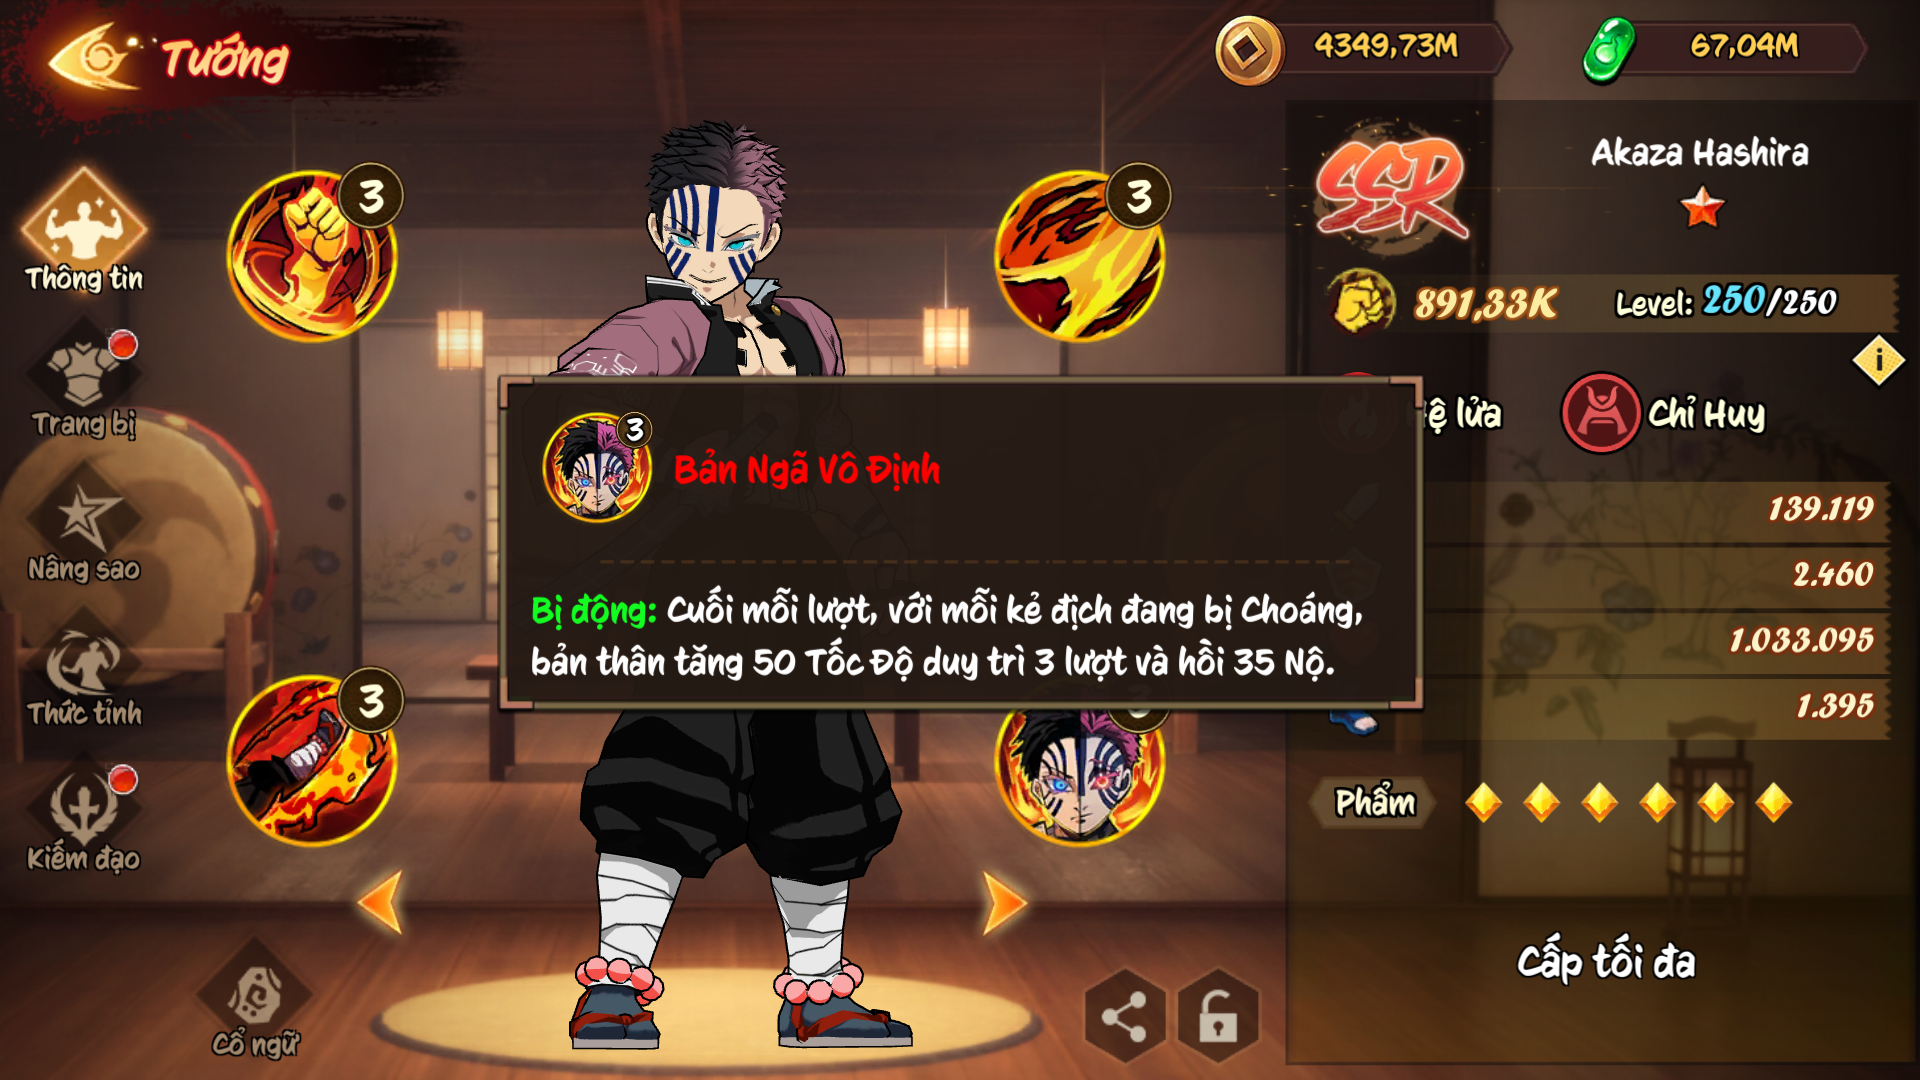 Tướng
4349,73M
67,04M
SSR
Akaza Hashira
3
3
Thông tin
891,33K
Level: 250/250
i
Trang bị
ệ lửa
Chỉ Huy
3
Bản Ngã Vô Định
139.119
2.460
Bị động: Cuối mỗi lượt, với mỗi kẻ địch đang bị Choáng,
bản thân tăng 50 Tốc Độ duy trì 3 lượt và hồi 35 Nộ.
1.033.095
1.395
Nâng sao
3
Thức tỉnh
Phẩm
Kiếm đạo
Cấp tối đa
Cổ ngữ